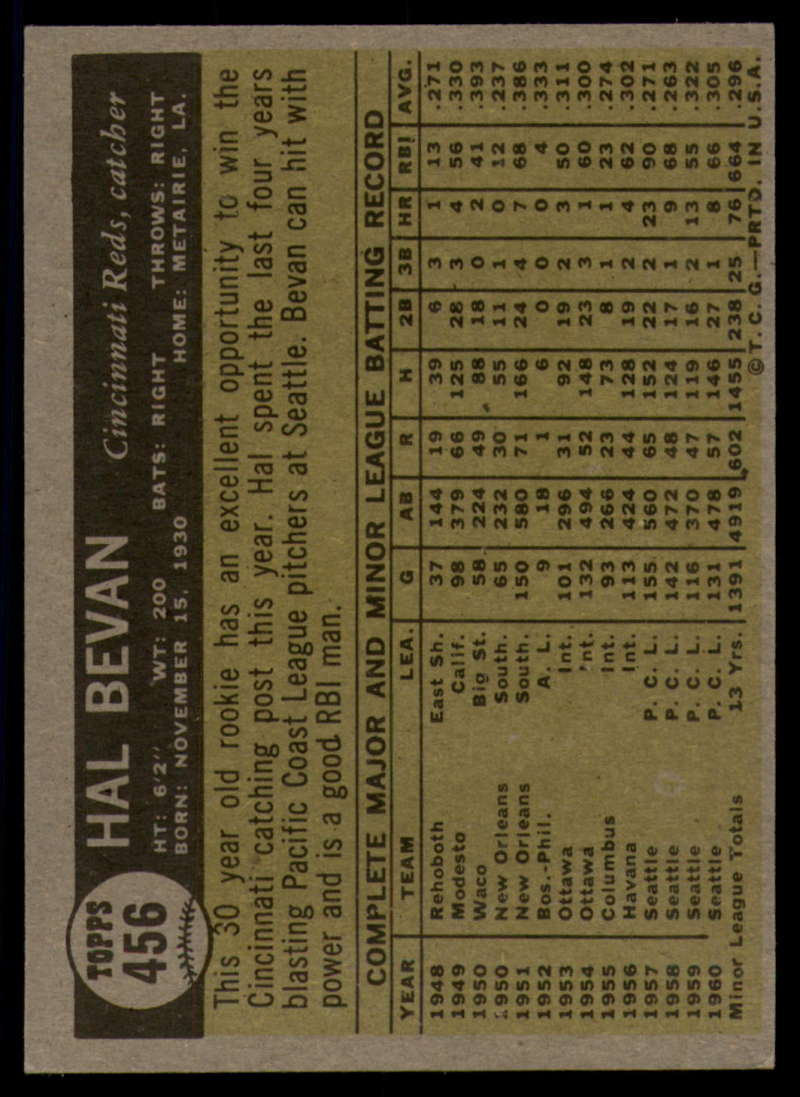 TOPPS
456
HAL BEVAN Cincinnati Reds, catcher
HT: 6'2" WT: 200 BATS: RIGHT THROWS: RIGHT
BORN: NOVEMBER 15, 1930 HOME: METAIRIE, LA.
This 30 year old rookie has an excellent opportunity to win the
Cincinnati catching post this year. Hal spent the last four years
blasting Pacific Coast League pitchers at Seattle. Bevan can hit with
power and is a good RBI man.
COMPLETE MAJOR AND MINOR LEAGUE BATTING RECORD
YEAR TEAM LEA. G AB R H 2B 3B HR RBI AVG.
1948 Rehoboth East Sh. 37 144 19 39 6 3 1 13 .271
1949 Modesto Calif. 98 379 66 125 28 3 4 56 .330
1950 Waco Big St. 58 224 49 88 18 0 2 41 .393
1950 New Orleans South. 65 232 30 55 11 1 0 12 .237
1951 New Orleans South. 150 580 71 166 24 4 7 68 .386
1952 Bos.-Phil. A. L. 9 18 1 6 0 0 0 4 .333
1953 Ottawa Int. 101 296 31 92 19 2 3 50 .311
1954 Ottawa Int. 132 494 52 148 23 3 1 60 .300
1955 Columbus Int. 93 266 23 73 8 1 1 23 .274
1956 Havana Int. 113 424 44 128 19 2 4 62 .302
1957 Seattle P. C. L. 155 560 65 152 22 2 23 90 .271
1958 Seattle P. C. L. 142 472 48 124 17 1 9 68 .263
1959 Seattle P. C. L. 116 370 47 119 16 2 13 55 .322
1960 Seattle P. C. L. 131 478 57 146 27 1 8 66 .305
Minor League Totals 13 Yrs. 1391 4919 602 1455 238 25 76 664 .296
© T. C. G.—PRTD. IN U.S.A.